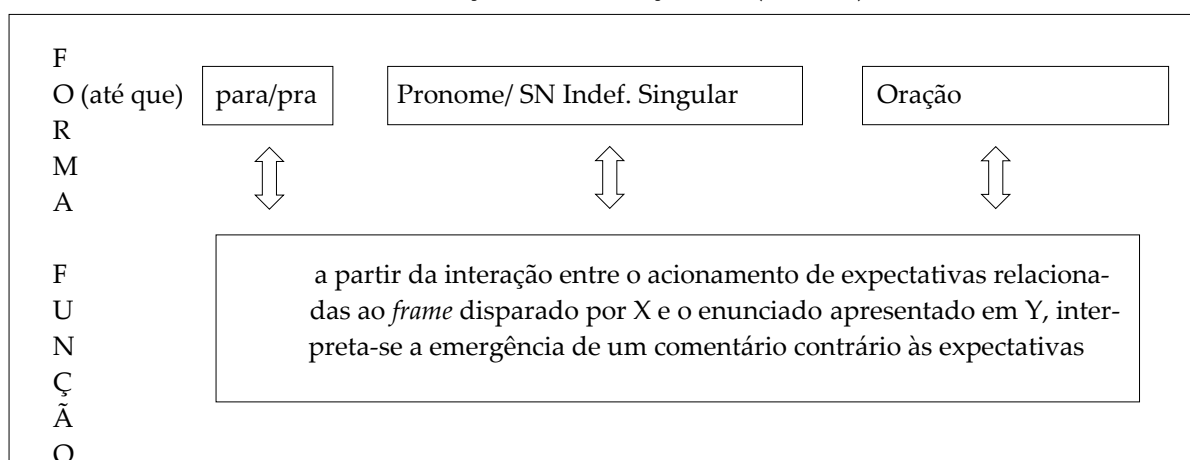 F
O (até que) para/pra Pronome/ SN Indef. Singular Oração
R
M
A
F a partir da interação entre o acionamento de expectativas relaciona-
U das ao frame disparado por X e o enunciado apresentado em Y, inter-
N preta-se a emergência de um comentário contrário às expectativas
Ç
Ã
O